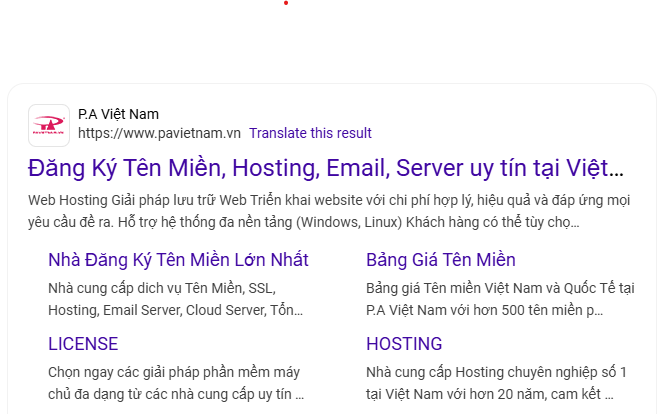 P.A Việt Nam
https://www.pavietnam.vn Translate this result
Đăng Ký Tên Miền, Hosting, Email, Server uy tín tại Việt...
Web Hosting Giải pháp lưu trữ Web Triển khai website với chi phí hợp lý, hiệu quả và đáp ứng mọi
yêu cầu đề ra. Hỗ trợ hệ thống đa nền tảng (Windows, Linux) Khách hàng có thể tùy chọ...
Nhà Đăng Ký Tên Miền Lớn Nhất
Nhà cung cấp dich vụ Tên Miền, SSL,
Hosting, Email Server, Cloud Server, Tổn...
Bảng Giá Tên Miền
Bảng giá Tên miền Việt Nam và Quốc Tế tại
P.A Việt Nam với hơn 500 tên miền p...
LICENSE
Chọn ngay các giải pháp phần mềm máy
chủ đa dạng từ các nhà cung cấp uy tín ...
HOSTING
Nhà cung cấp Hosting chuyên nghiệp số 1
tại Việt Nam với hơn 20 năm, cam kết ...